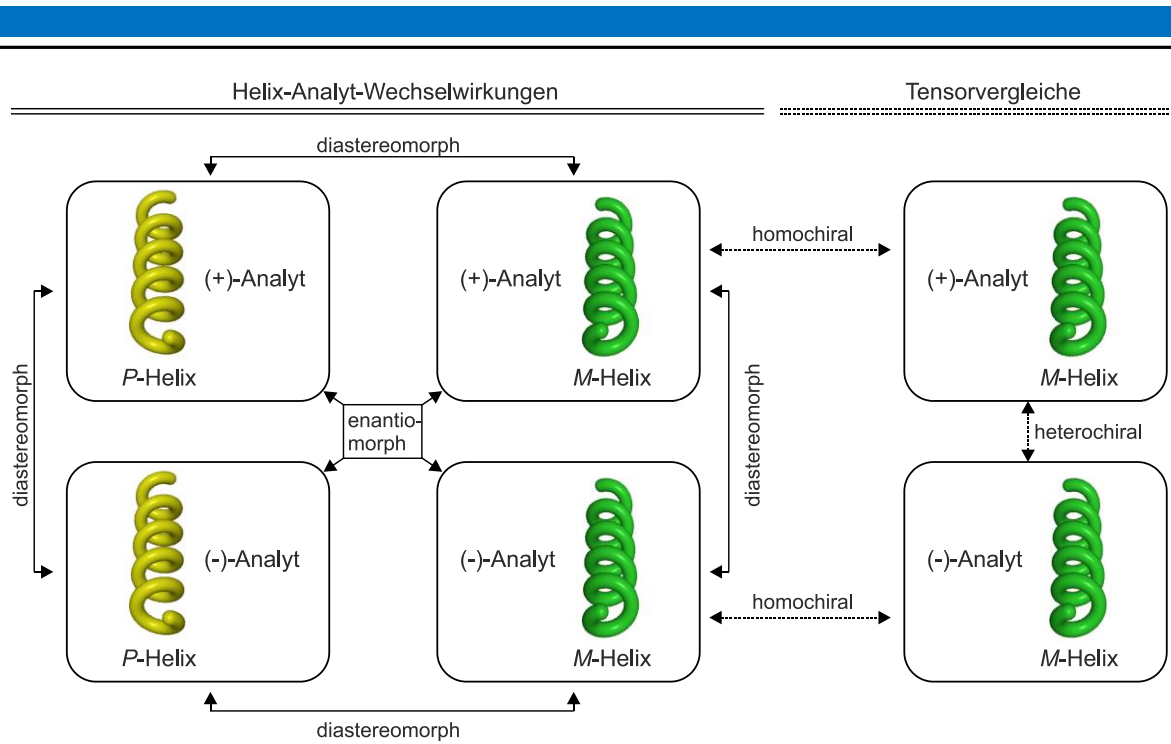 Helix-Analyt-Wechselwirkungen
Tensorvergleiche
diastereomorph
(+)-Analyt
P-Helix
(+)-Analyt
M-Helix
homochiral
(+)-Analyt
M-Helix
diastereomorph
enantio-
morph
diastereomorph
heterochiral
(-)-Analyt
P-Helix
(-)-Analyt
M-Helix
homochiral
(-)-Analyt
M-Helix
diastereomorph